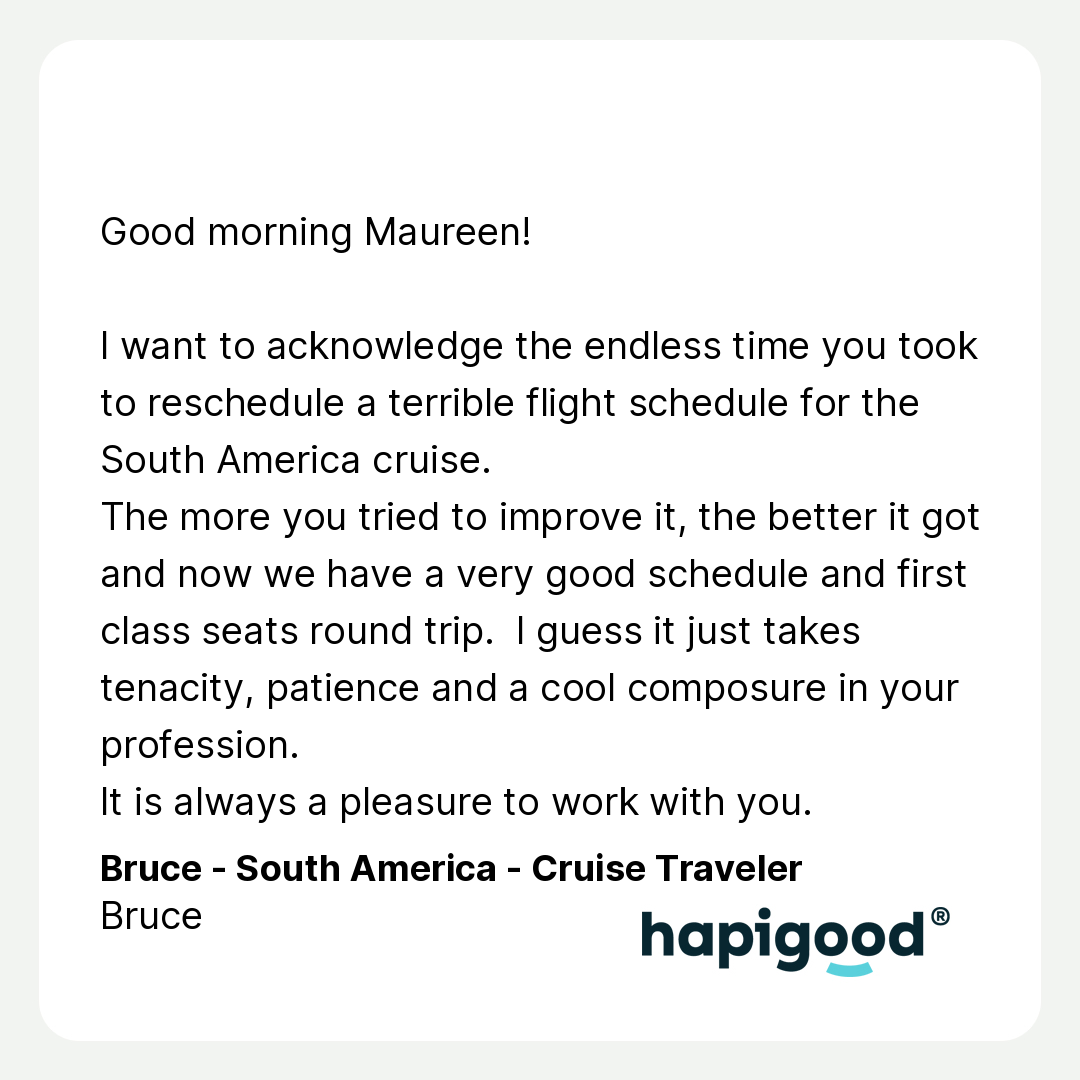 Good morning Maureen!
I want to acknowledge the endless time you took
to reschedule a terrible flight schedule for the
South America cruise.
The more you tried to improve it, the better it got
and now we have a very good schedule and first
class seats round trip.  I guess it just takes
tenacity, patience and a cool composure in your
profession.
It is always a pleasure to work with you.
Bruce - South America - Cruise Traveler
Bruce
hapigood®